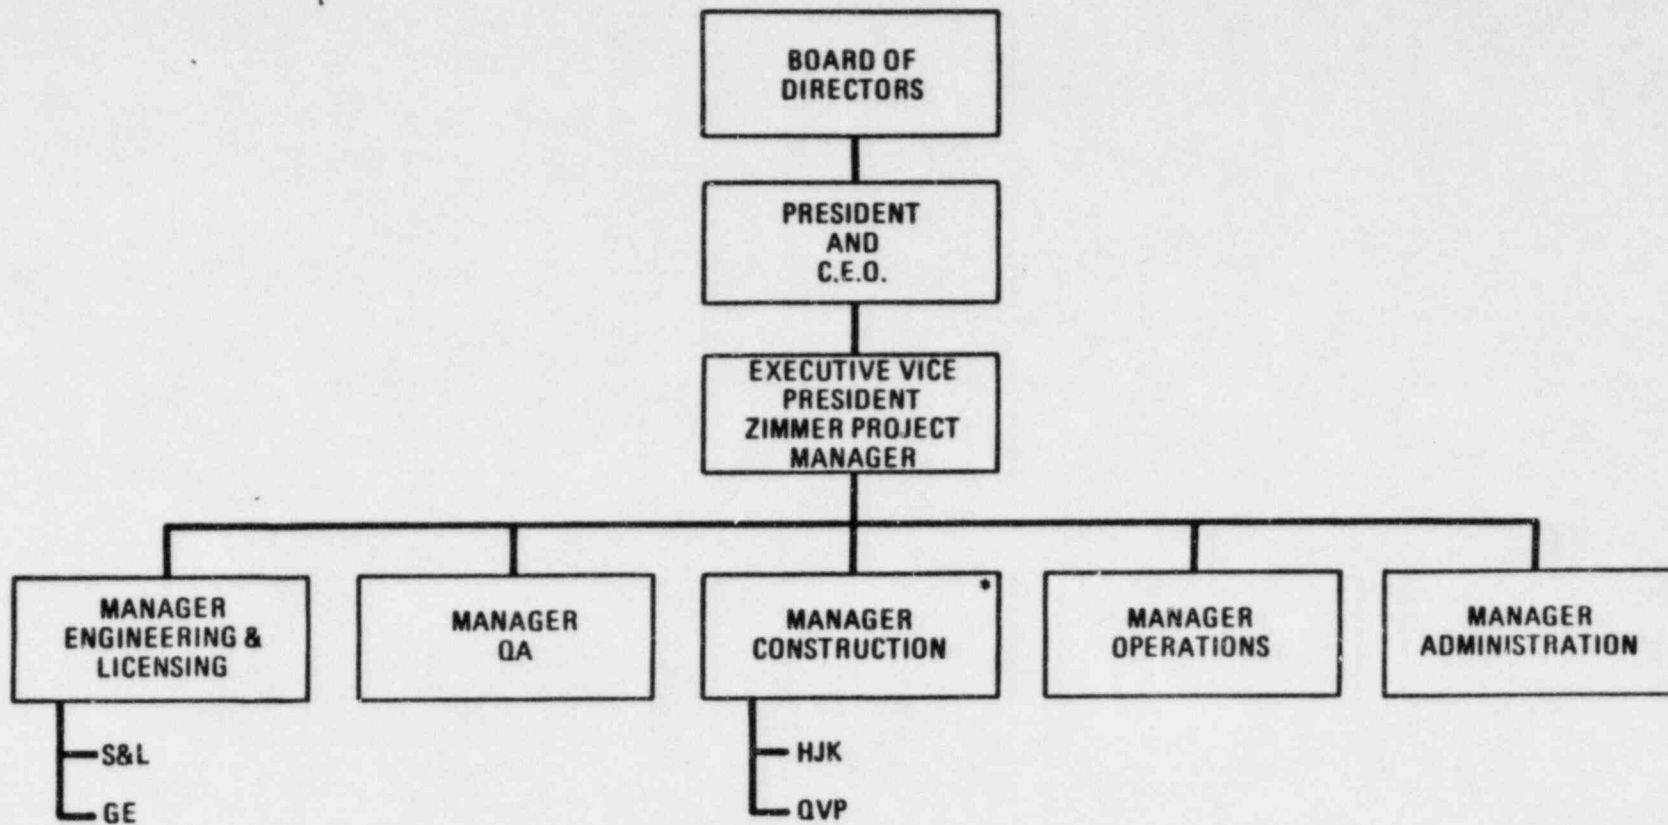 BOARD OF
DIRECTORS
PRESIDENT
AND
C.E.O.
EXECUTIVE VICE
PRESIDENT
ZIMMER PROJECT
MANAGER
MANAGER
ENGINEERING &
LICENSING
S&L
GE
MANAGER
QA
*
MANAGER
CONSTRUCTION
HJK
QVP
MANAGER
OPERATIONS
MANAGER
ADMINISTRATION